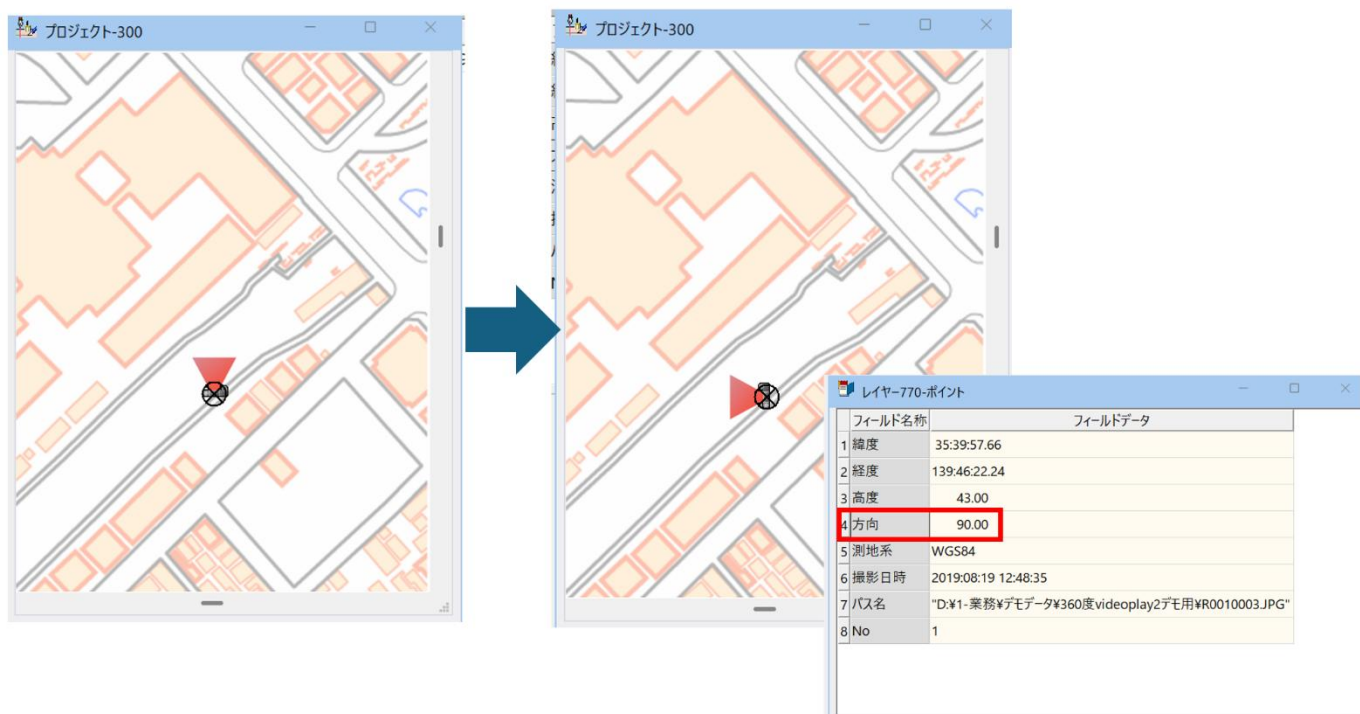 プロジェクト-300
プロジェクト-300
レイヤー770-ポイント
フィールド名称 フィールドデータ
1 緯度 35:39:57.66
2 経度 139:46:22.24
3 高度 43.00
4 方向 90.00
5 測地系 WGS84
6 撮影日時 2019:08:19 12:48:35
7 パス名 "D:¥1-業務¥デモデータ¥360度videoplay2デモ用¥R0010003.JPG"
8 No 1